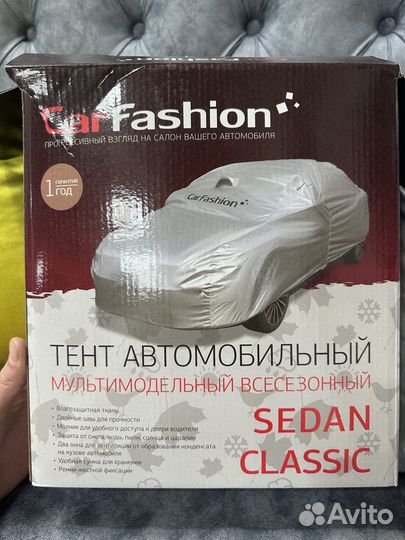 CarFashion
ПРОГРЕССИВНЫЙ ВЗГЛЯД НА САЛОН ВАШЕГО АВТОМОБИЛЯ
1 ГАРАНТИЯ
ГОД
CarFashion
ТЕНТ АВТОМОБИЛЬНЫЙ
МУЛЬТИМОДЕЛЬНЫЙ ВСЕСЕЗОННЫЙ
• Влагозащитная ткань
• Двойные швы для прочности
• Молния для удобного доступа к двери водителя
• Защита от снега, воды, пыли, солнца и царапин
• Два окна для вентиляции от образования конденсата
на кузове автомобиля
• Удобная сумка для хранения
• Ремни жесткой фиксации
SEDAN
CLASSIC
Avito